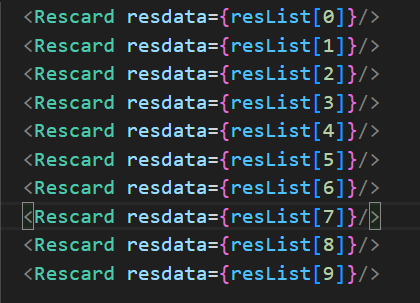 <Rescard resdata={resList[0]}/>
<Rescard resdata={resList[1]}/>
<Rescard resdata={resList[2]}/>
<Rescard resdata={resList[3]}/>
<Rescard resdata={resList[4]}/>
<Rescard resdata={resList[5]}/>
<Rescard resdata={resList[6]}/>
<Rescard resdata={resList[7]}/>
<Rescard resdata={resList[8]}/>
<Rescard resdata={resList[9]}/>